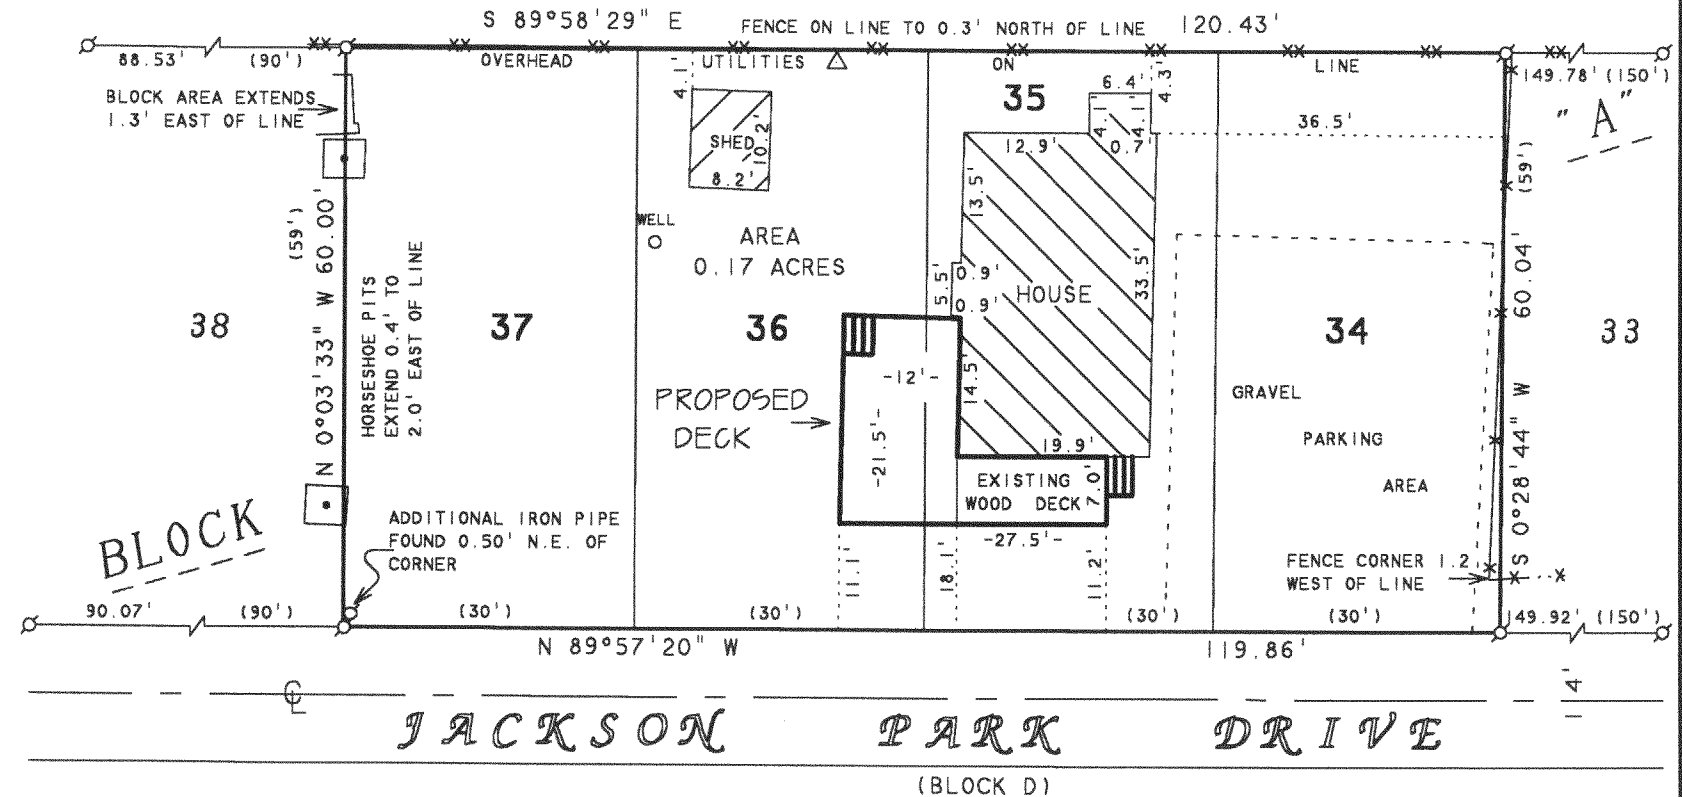 S 89°58'29" E
FENCE ON LINE TO 0.3' NORTH OF LINE
120.43'
88.53'
(90')
OVERHEAD
UTILITIES
ON
LINE
149.78' (150')
BLOCK AREA EXTENDS
1.3' EAST OF LINE
4.1'
35
6.4'
4.3'
"A"
SHED
10.2'
8.2'
12.9'
4.
4.
0.7'
36.5'
(59')
(59')
N 0°03'33" W 60.00'
WELL
AREA
0.17 ACRES
13.5'
5.5'
0.9'
0.9'
HOUSE
33.5'
60.04'
38
HORSESHOE PITS
EXTEND 0.4' TO
2.0' EAST OF LINE
37
36
34
33
PROPOSED
DECK
-12'-
-21.5'-
14.5'
19.9'
GRAVEL
PARKING
AREA
S 0°28'44" W
EXISTING
WOOD DECK
7.0'
-27.5'-
BLOCK
ADDITIONAL IRON PIPE
FOUND 0.50' N.E. OF
CORNER
11.1'
18.1'
11.2'
FENCE CORNER 1.2
WEST OF LINE
90.07'
(90')
(30')
(30')
(30')
(30')
149.92' (150')
N 89°57'20" W
119.86'
CL
14'
JACKSON PARK DRIVE
(BLOCK D)